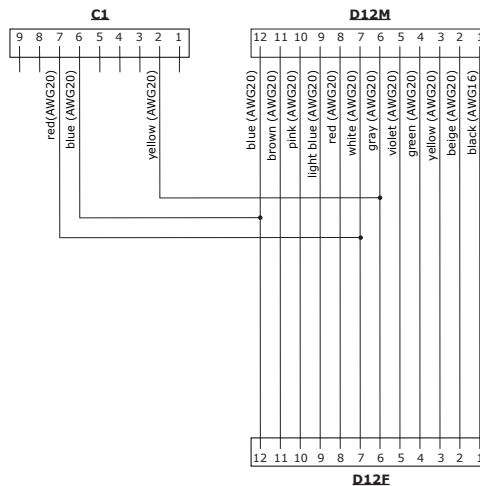 C1
D12M
9 8 7 6 5 4 3 2 1
12 11 10 9 8 7 6 5 4 3 2 1
red(AWG20)
blue (AWG20)
yellow (AWG20)
blue (AWG20)
brown (AWG20)
pink (AWG20)
light blue (AWG20)
red (AWG20)
white (AWG20)
gray (AWG20)
violet (AWG20)
green (AWG20)
yellow (AWG20)
beige (AWG20)
black (AWG16)
12 11 10 9 8 7 6 5 4 3 2 1
D12F